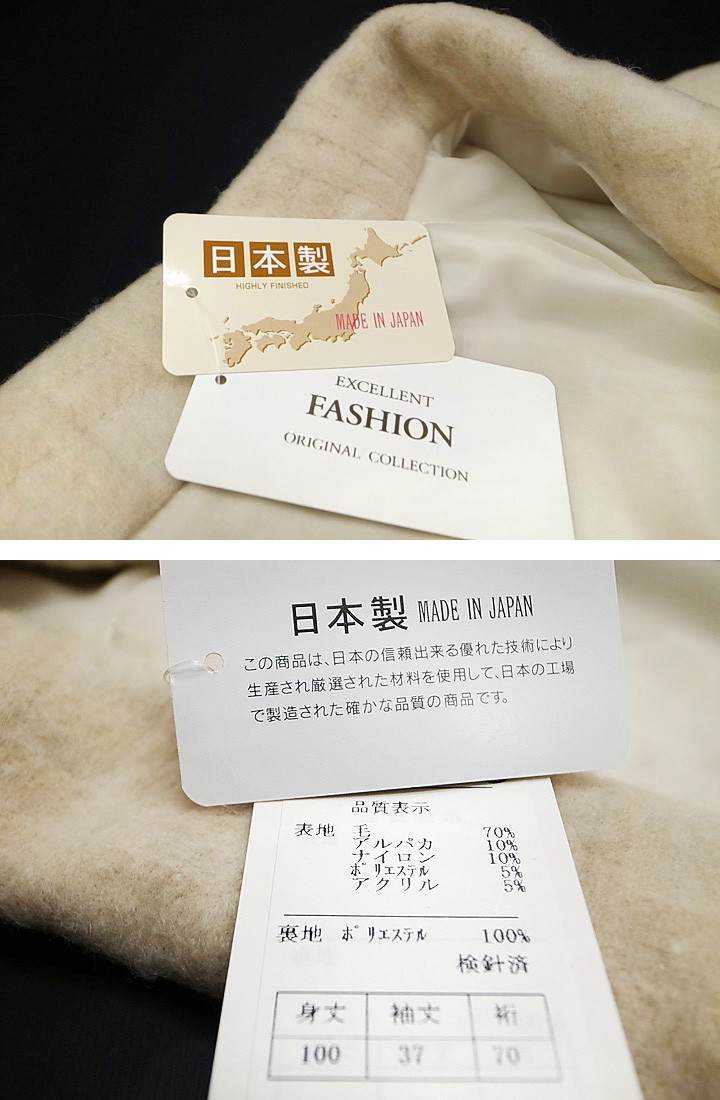 日本製
HIGHLY FINISHED
MADE IN JAPAN
EXCELLENT
FASHION
ORIGINAL COLLECTION
日本製 MADE IN JAPAN
この商品は、日本の信頼出来る優れた技術により
生産され厳選された材料を使用して、日本の工場
で製造された確かな品質の商品です。
品質表示
表地 毛 70%
アルパカ 10%
ナイロン 10%
ポリエステル 5%
アクリル 5%
裏地 ポリエステル 100%
検針済
身丈 袖丈 裄
100 37 70